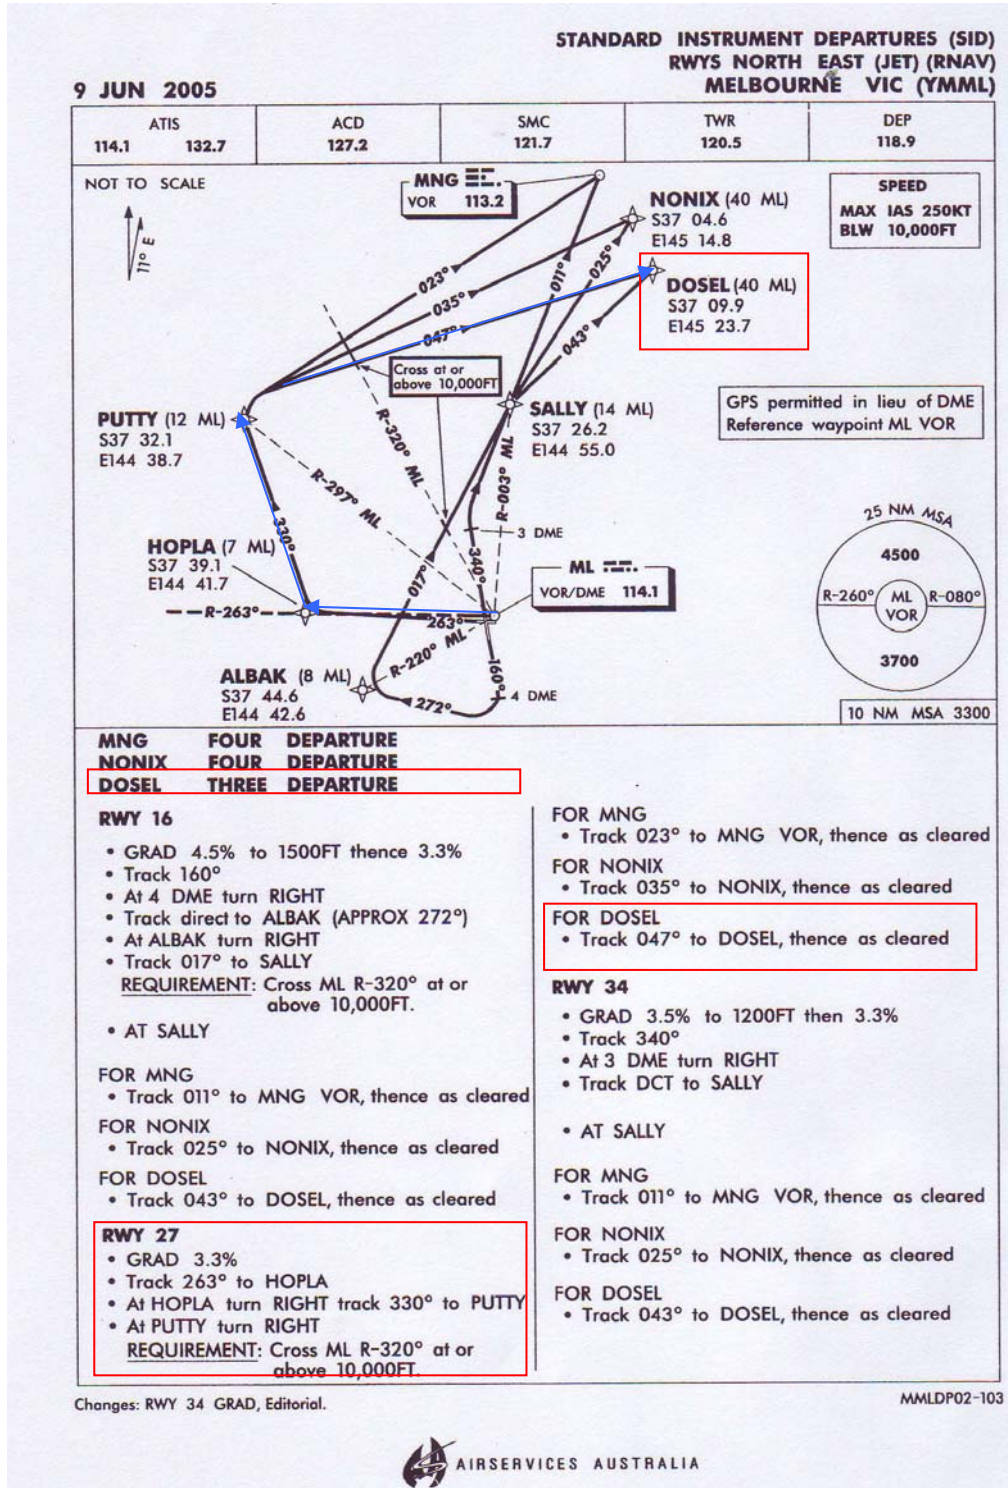 STANDARD INSTRUMENT DEPARTURES (SID)
RWYS NORTH EAST (JET) (RNAV)
9 JUN 2005
MELBOURNE VIC (YMML)
ATIS
114.1 132.7
ACD
127.2
SMC
121.7
TWR
120.5
DEP
118.9
NOT TO SCALE
11° E
MNG
VOR 113.2
NONIX (40 ML)
S37 04.6
E145 14.8
SPEED
MAX IAS 250KT
BLW 10,000FT
DOSEL (40 ML)
S37 09.9
E145 23.7
023°
035°
047°
011°
025°
043°
Cross at or
above 10,000FT
PUTTY (12 ML)
S37 32.1
E144 38.7
SALLY (14 ML)
S37 26.2
E144 55.0
GPS permitted in lieu of DME
Reference waypoint ML VOR
R-320° ML
R-297° ML
R-003° ML
3 DME
330°
340°
017°
HOPLA (7 ML)
S37 39.1
E144 41.7
ML
VOR/DME 114.1
R-263°
263°
R-220° ML
160°
4 DME
272°
ALBAK (8 ML)
S37 44.6
E144 42.6
25 NM MSA
4500
R-260° ML R-080°
VOR
3700
10 NM MSA 3300
MNG FOUR DEPARTURE
NONIX FOUR DEPARTURE
DOSEL THREE DEPARTURE
RWY 16
• GRAD 4.5% to 1500FT thence 3.3%
• Track 160°
• At 4 DME turn RIGHT
• Track direct to ALBAK (APPROX 272°)
• At ALBAK turn RIGHT
• Track 017° to SALLY
REQUIREMENT: Cross ML R-320° at or
above 10,000FT.
• AT SALLY
FOR MNG
• Track 011° to MNG VOR, thence as cleared
FOR NONIX
• Track 025° to NONIX, thence as cleared
FOR DOSEL
• Track 043° to DOSEL, thence as cleared
RWY 27
• GRAD 3.3%
• Track 263° to HOPLA
• At HOPLA turn RIGHT track 330° to PUTTY
• At PUTTY turn RIGHT
REQUIREMENT: Cross ML R-320° at or
above 10,000FT.
FOR MNG
• Track 023° to MNG VOR, thence as cleared
FOR NONIX
• Track 035° to NONIX, thence as cleared
FOR DOSEL
• Track 047° to DOSEL, thence as cleared
RWY 34
• GRAD 3.5% to 1200FT then 3.3%
• Track 340°
• At 3 DME turn RIGHT
• Track DCT to SALLY
• AT SALLY
FOR MNG
• Track 011° to MNG VOR, thence as cleared
FOR NONIX
• Track 025° to NONIX, thence as cleared
FOR DOSEL
• Track 043° to DOSEL, thence as cleared
Changes: RWY 34 GRAD, Editorial.
MMLDP02-103
AIRSERVICES AUSTRALIA